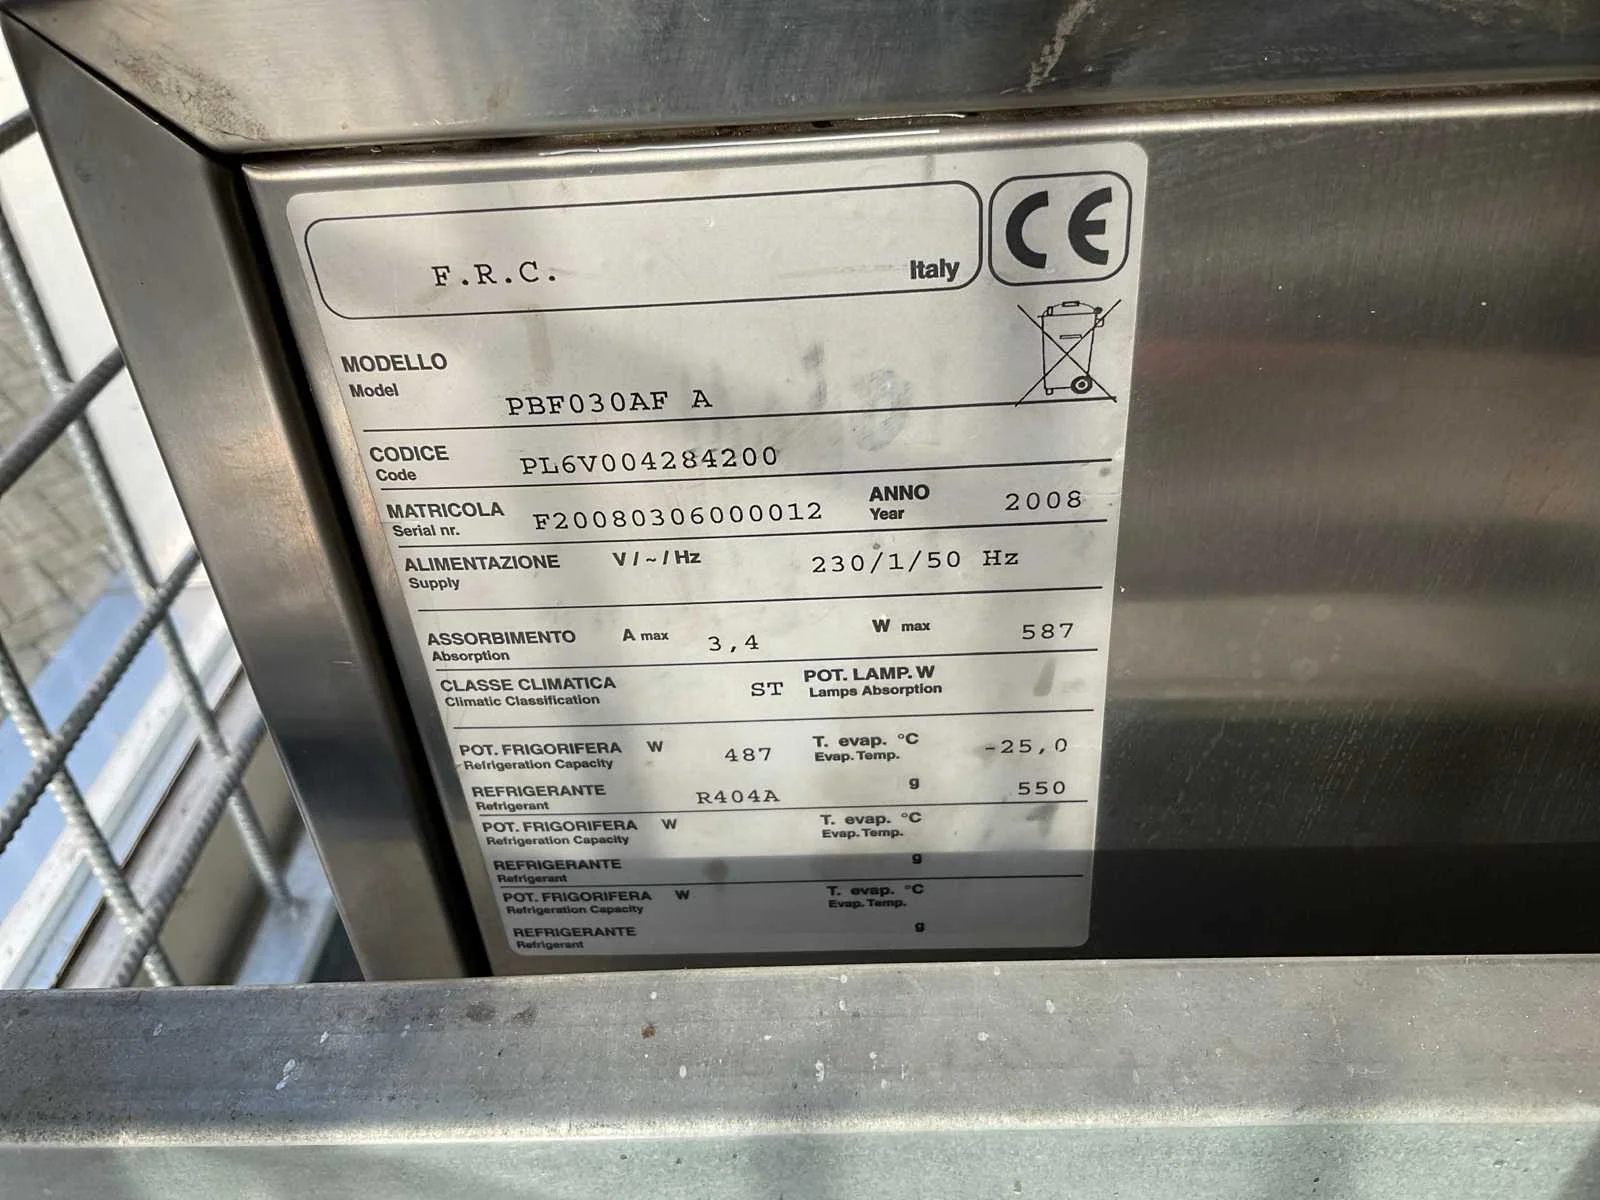 F.R.C. Italy CE
MODELLO
Model PBF030AF A
CODICE
Code PL6V004284200
MATRICOLA F20080306000012 ANNO 2008
Serial nr. Year
ALIMENTAZIONE V / ~ / Hz 230/1/50 Hz
Supply
ASSORBIMENTO A max 3,4 W max 587
Absorption
CLASSE CLIMATICA ST POT. LAMP. W
Climatic Classification Lamps Absorption
POT. FRIGORIFERA W 487 T. evap. °C -25,0
Refrigeration Capacity Evap. Temp.
REFRIGERANTE R404A g 550
Refrigerant
POT. FRIGORIFERA W T. evap. °C
Refrigeration Capacity Evap. Temp.
REFRIGERANTE g
Refrigerant
POT. FRIGORIFERA W T. evap. °C
Refrigeration Capacity Evap. Temp.
REFRIGERANTE g
Refrigerant